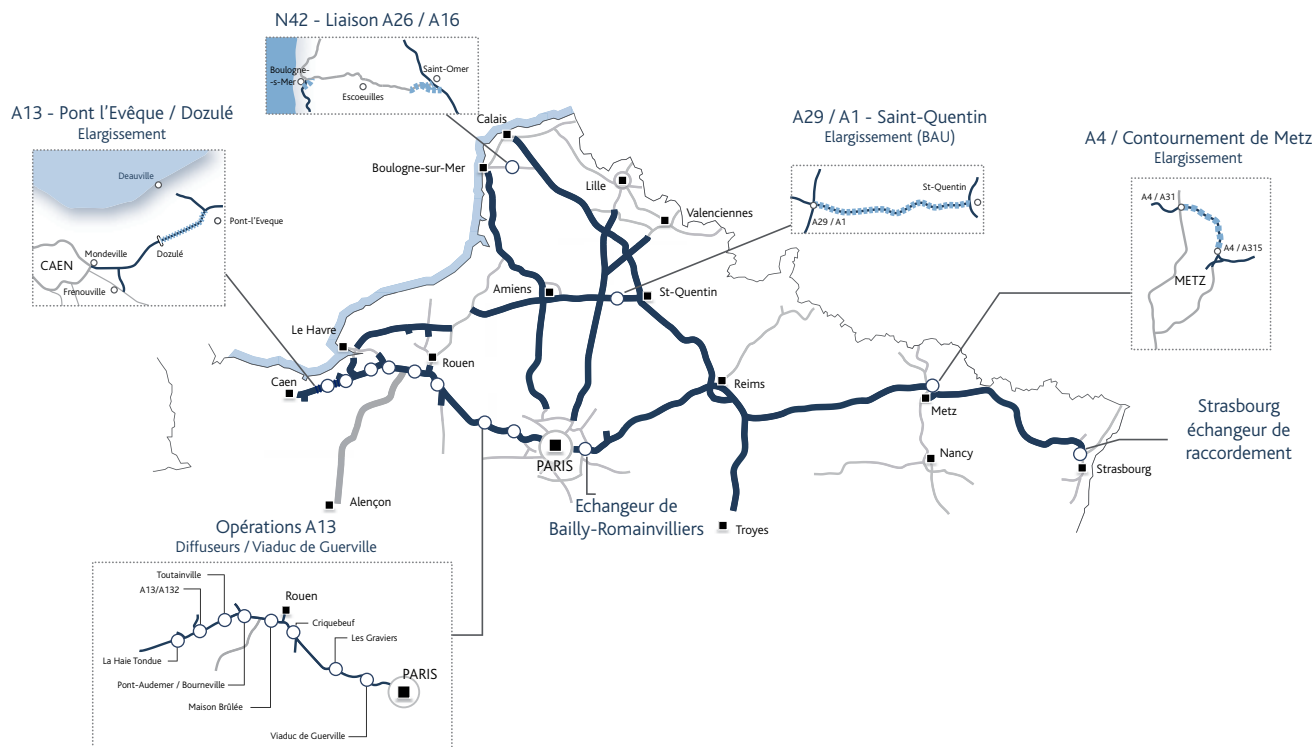 N42 - Liaison A26 / A16
Boulogne-
-s-Mer
Saint-Omer
Escoeuilles
A13 - Pont l'Evêque / Dozulé
Elargissement
Deauville
Pont-l'Eveque
Dozulé
Mondeville
CAEN
Frenouville
A29 / A1 - Saint-Quentin
Elargissement (BAU)
St-Quentin
A29 / A1
A4 / Contournement de Metz
Elargissement
A4 / A31
A4 / A315
METZ
Calais
Boulogne-sur-Mer
Lille
Valenciennes
Amiens
St-Quentin
Le Havre
Rouen
Caen
Reims
Metz
Nancy
Strasbourg
PARIS
Alençon
Troyes
Strasbourg
échangeur de
raccordement
Echangeur de
Bailly-Romainvilliers
Opérations A13
Diffuseurs / Viaduc de Guerville
Toutainville
A13/A132
Rouen
Criquebeuf
Les Graviers
La Haie Tondue
PARIS
Pont-Audemer / Bourneville
Maison Brûlée
Viaduc de Guerville